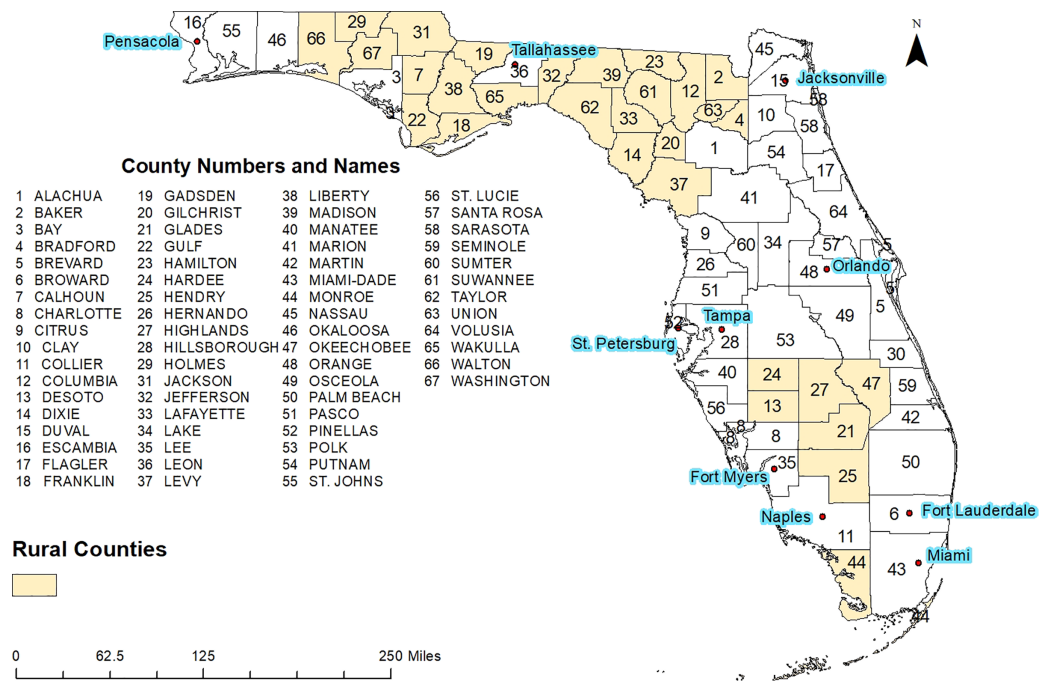 16 55 46 66 29 67 31 3 7 22 38 18 19 65
Pensacola
Tallahassee
36 32 39 23 61 62 33 12 2 63 4 14 20 37
45
15 Jacksonville
58
10 58
1 54 17
41 64
9 60 34 57 5
26 48 Orlando
51 5
49 5
52 Tampa
St. Petersburg 28 53
30
40 24 27 47 59
56 13 42
8 8 8 21
35 50
Fort Myers 25
Naples 6 Fort Lauderdale
11
Miami
44 43
44
N
County Numbers and Names
1 ALACHUA
2 BAKER
3 BAY
4 BRADFORD
5 BREVARD
6 BROWARD
7 CALHOUN
8 CHARLOTTE
9 CITRUS
10 CLAY
11 COLLIER
12 COLUMBIA
13 DESOTO
14 DIXIE
15 DUVAL
16 ESCAMBIA
17 FLAGLER
18 FRANKLIN
19 GADSDEN
20 GILCHRIST
21 GLADES
22 GULF
23 HAMILTON
24 HARDEE
25 HENDRY
26 HERNANDO
27 HIGHLANDS
28 HILLSBOROUGH
29 HOLMES
31 JACKSON
32 JEFFERSON
33 LAFAYETTE
34 LAKE
35 LEE
36 LEON
37 LEVY
38 LIBERTY
39 MADISON
40 MANATEE
41 MARION
42 MARTIN
43 MIAMI-DADE
44 MONROE
45 NASSAU
46 OKALOOSA
47 OKEECHOBEE
48 ORANGE
49 OSCEOLA
50 PALM BEACH
51 PASCO
52 PINELLAS
53 POLK
54 PUTNAM
55 ST. JOHNS
56 ST. LUCIE
57 SANTA ROSA
58 SARASOTA
59 SEMINOLE
60 SUMTER
61 SUWANNEE
62 TAYLOR
63 UNION
64 VOLUSIA
65 WAKULLA
66 WALTON
67 WASHINGTON
Rural Counties
0 62.5 125 250 Miles